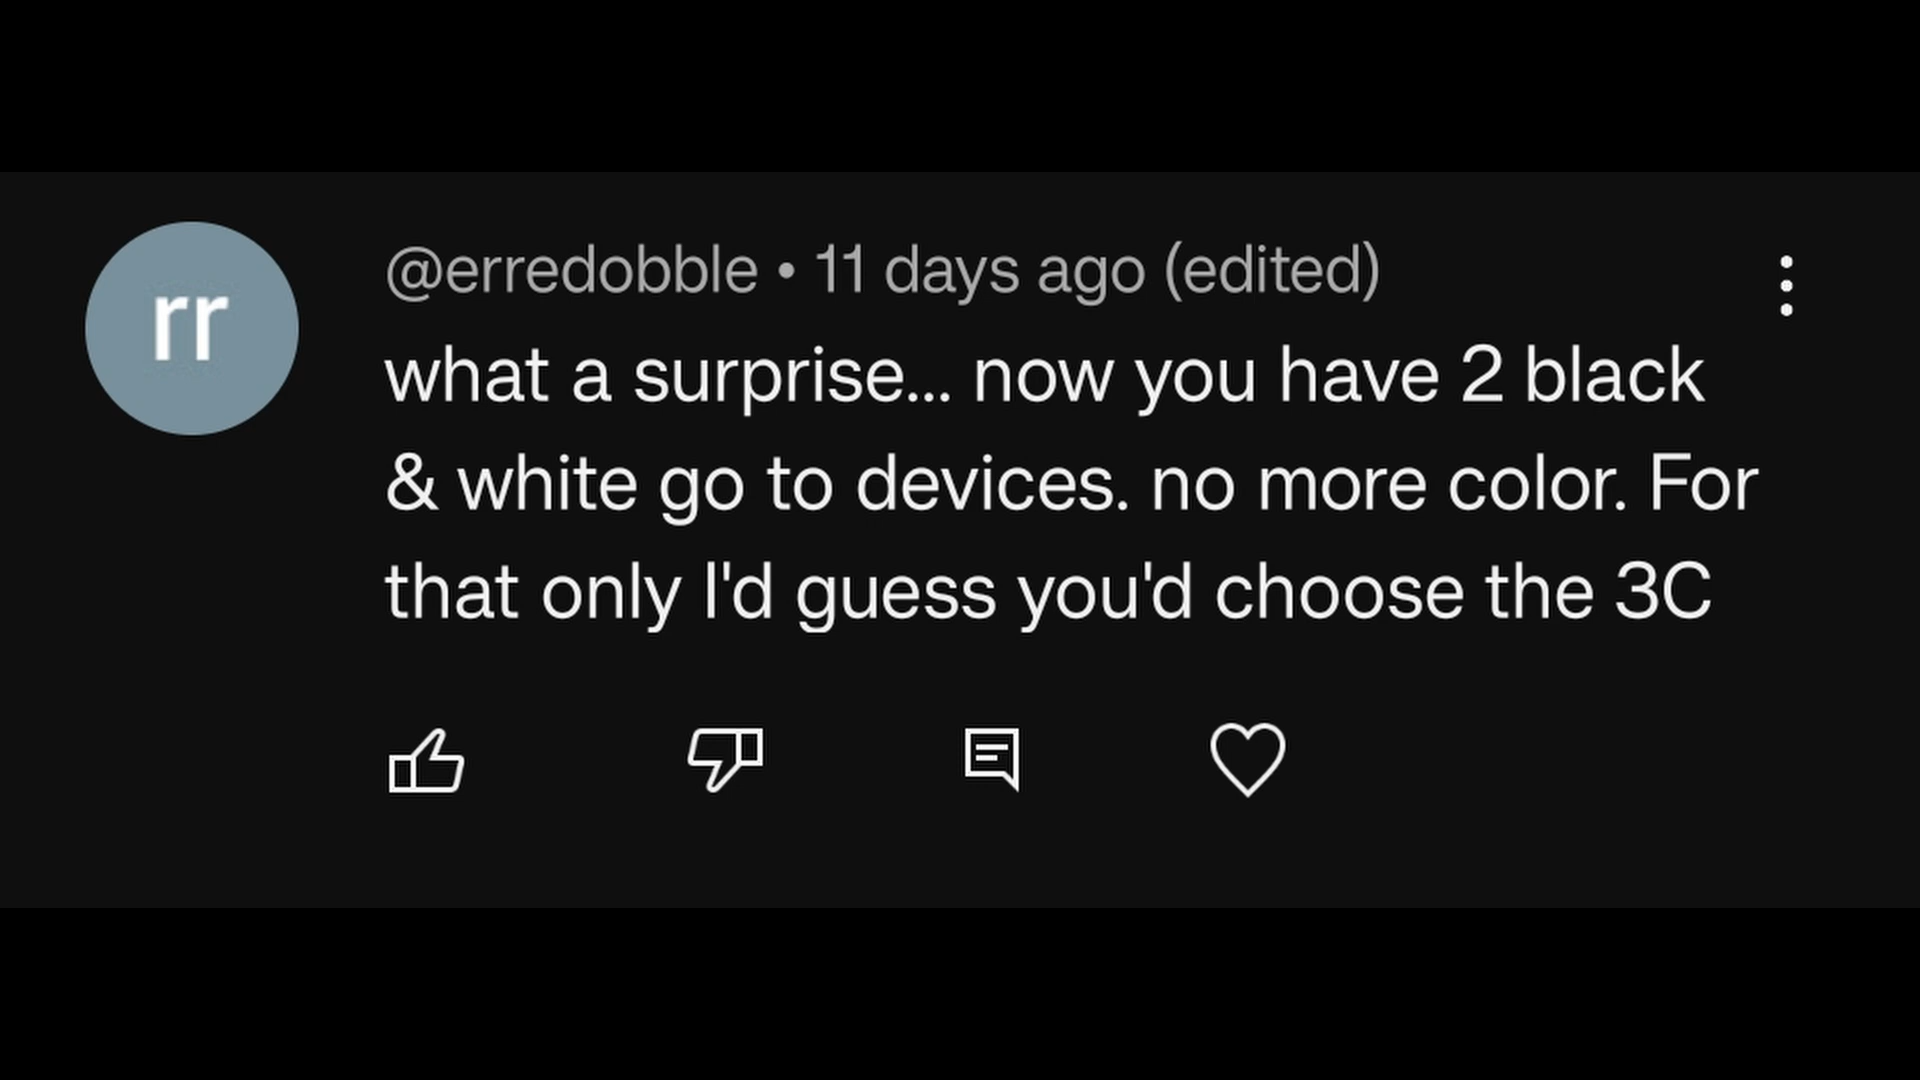 rr
@erredobble • 11 days ago (edited)
what a surprise... now you have 2 black
& white go to devices. no more color. For
that only I'd guess you'd choose the 3C